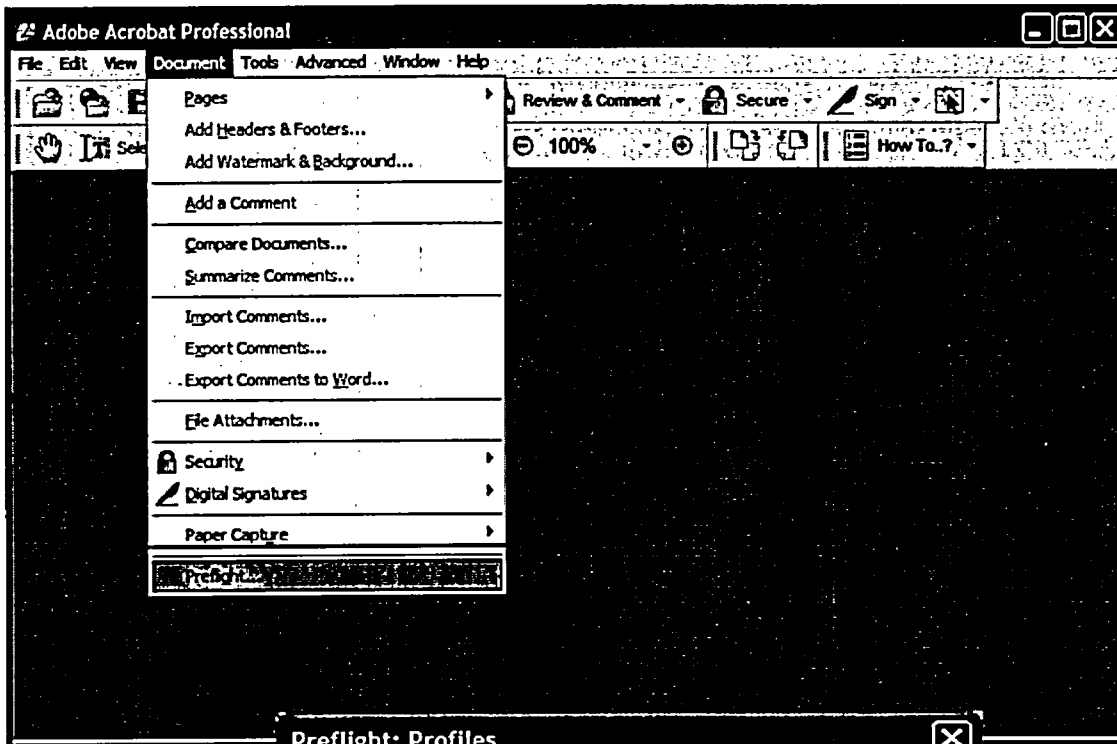 Adobe Acrobat Professional
File Edit View Document Tools Advanced Window Help
Review & Comment Secure Sign
Sele 100% How To..?
Pages
Add Headers & Footers...
Add Watermark & Background...
Add a Comment
Compare Documents...
Summarize Comments...
Import Comments...
Export Comments...
Export Comments to Word...
File Attachments...
Security
Digital Signatures
Paper Capture
Preflight...
Preflight: Profiles